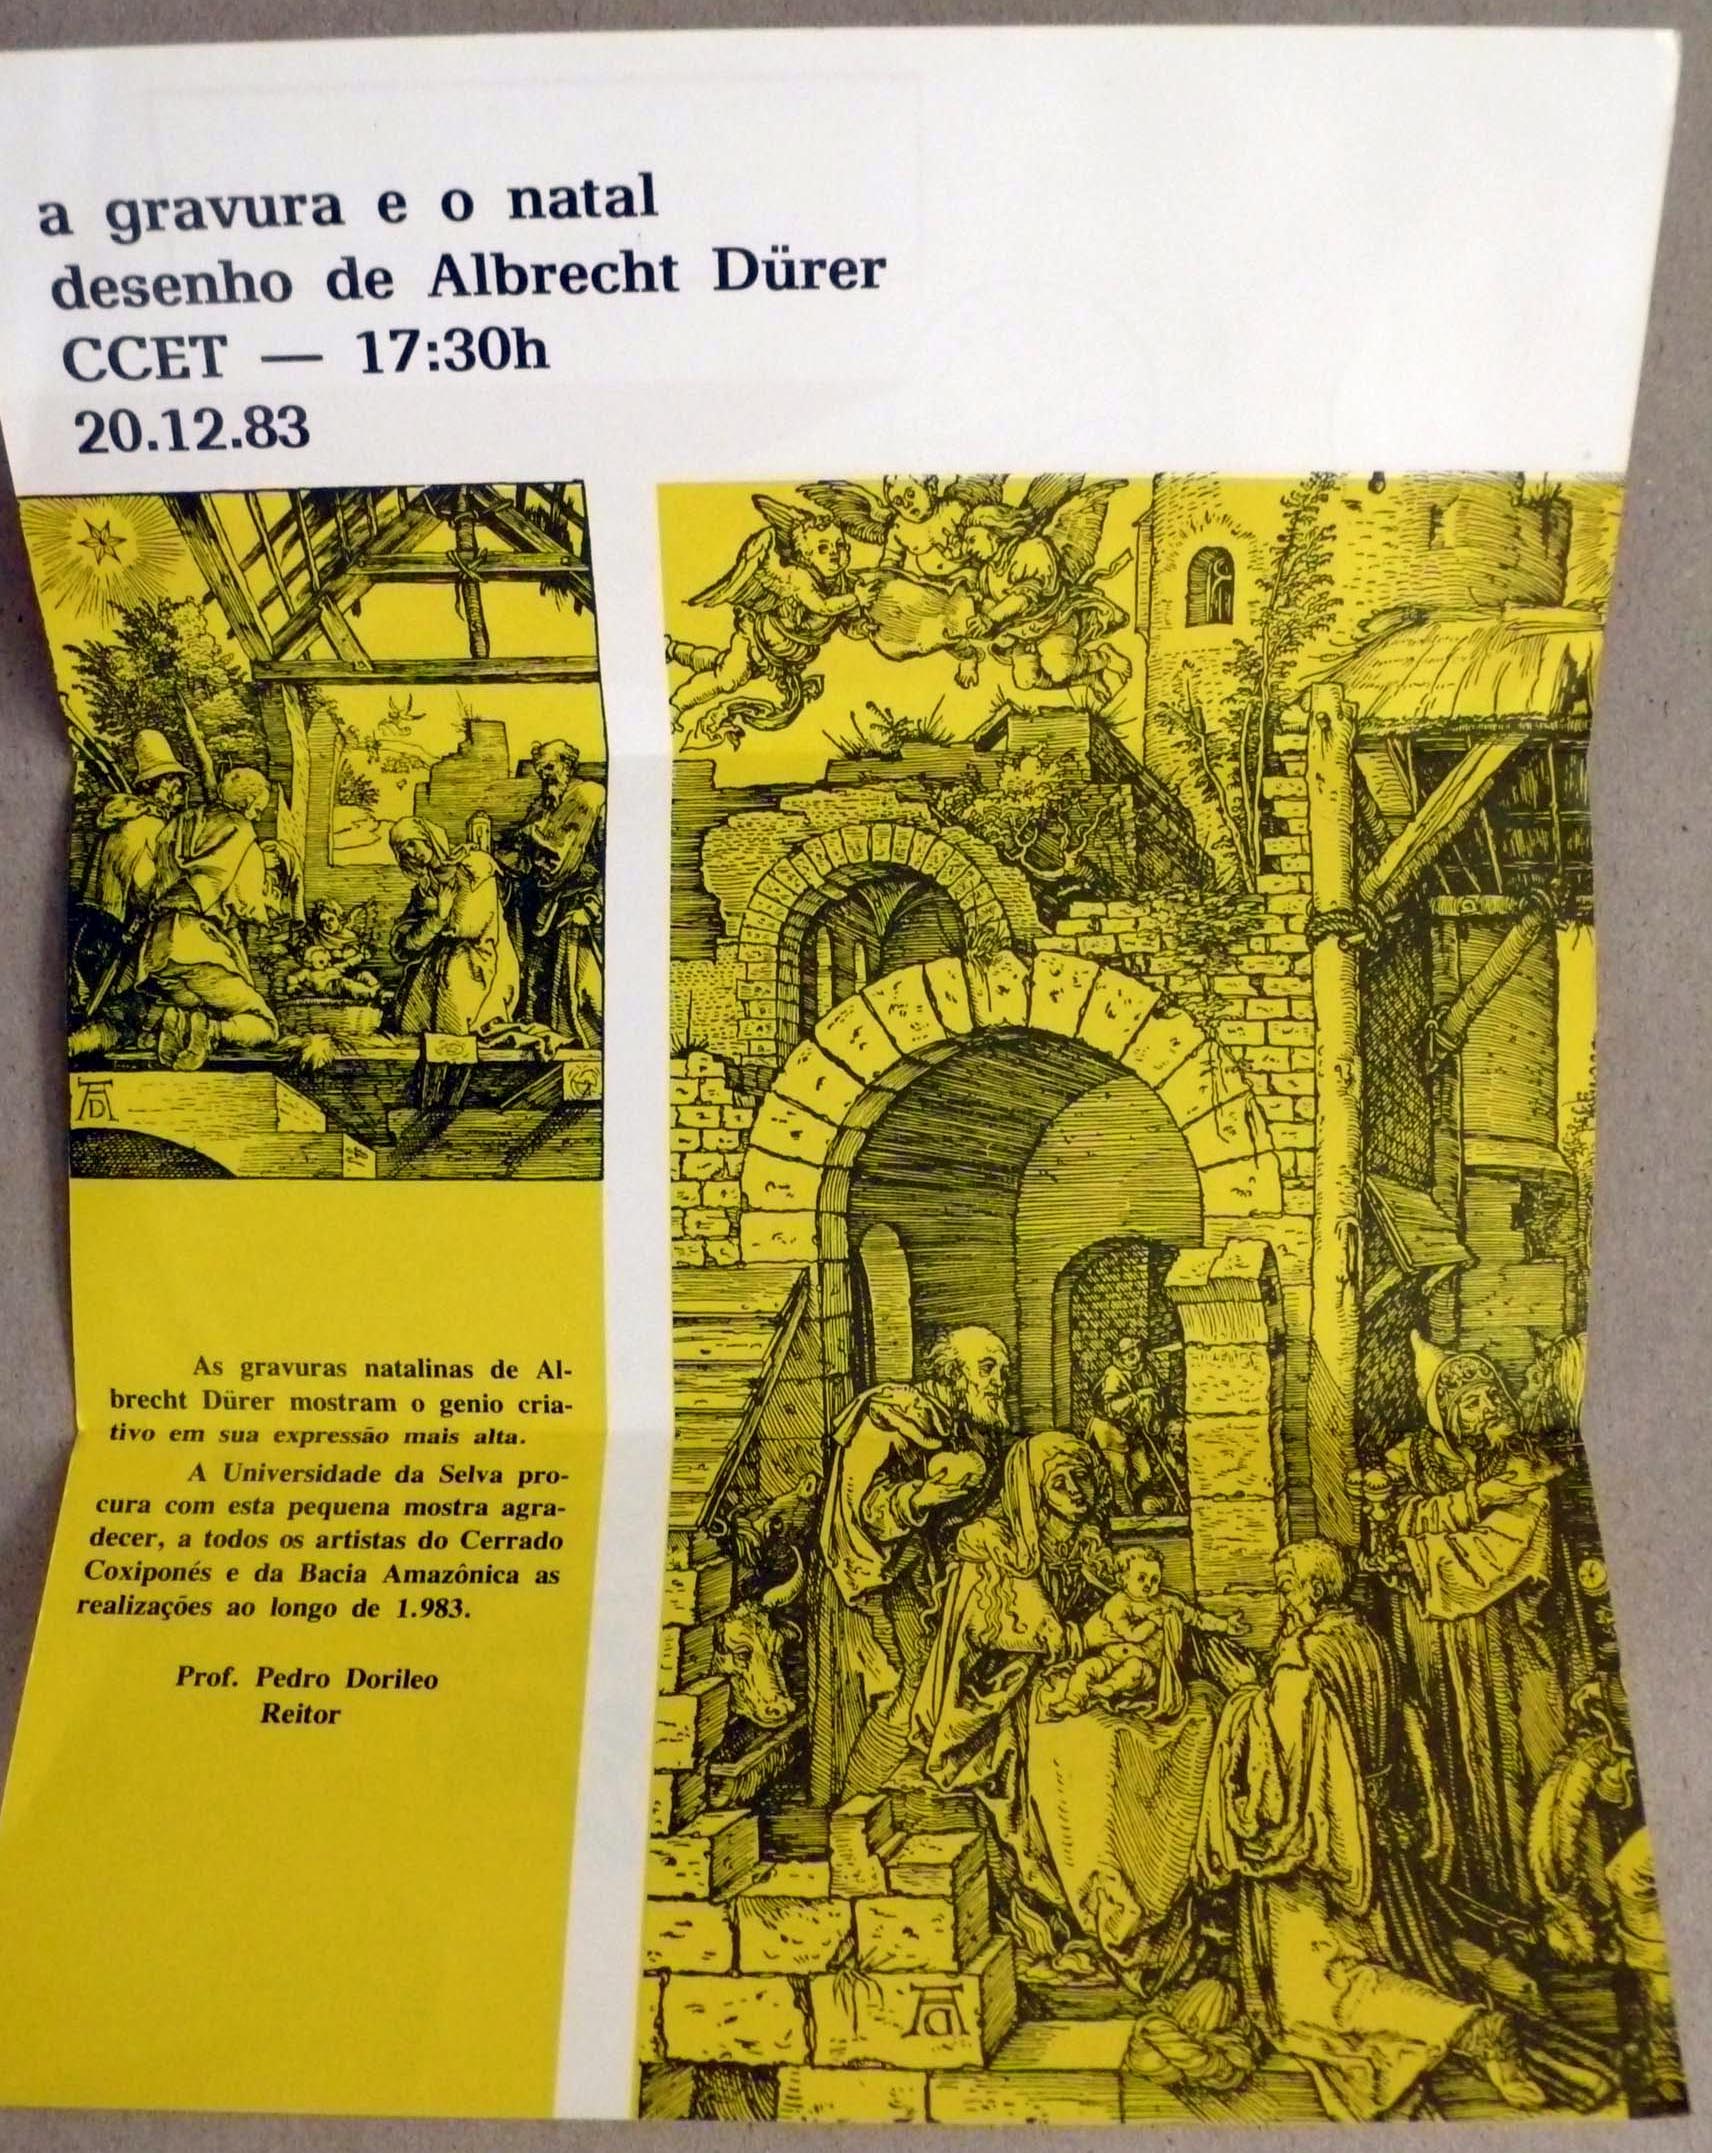 a gravura e o natal
desenho de Albrecht Dürer
CCET — 17:30h
20.12.83
AD
As gravuras natalinas de Al-
brecht Dürer mostram o genio cria-
tivo em sua expressão mais alta.
A Universidade da Selva pro-
cura com esta pequena mostra agra-
decer, a todos os artistas do Cerrado
Coxiponés e da Bacia Amazônica as
realizações ao longo de 1.983.
Prof. Pedro Dorileo
Reitor
AD